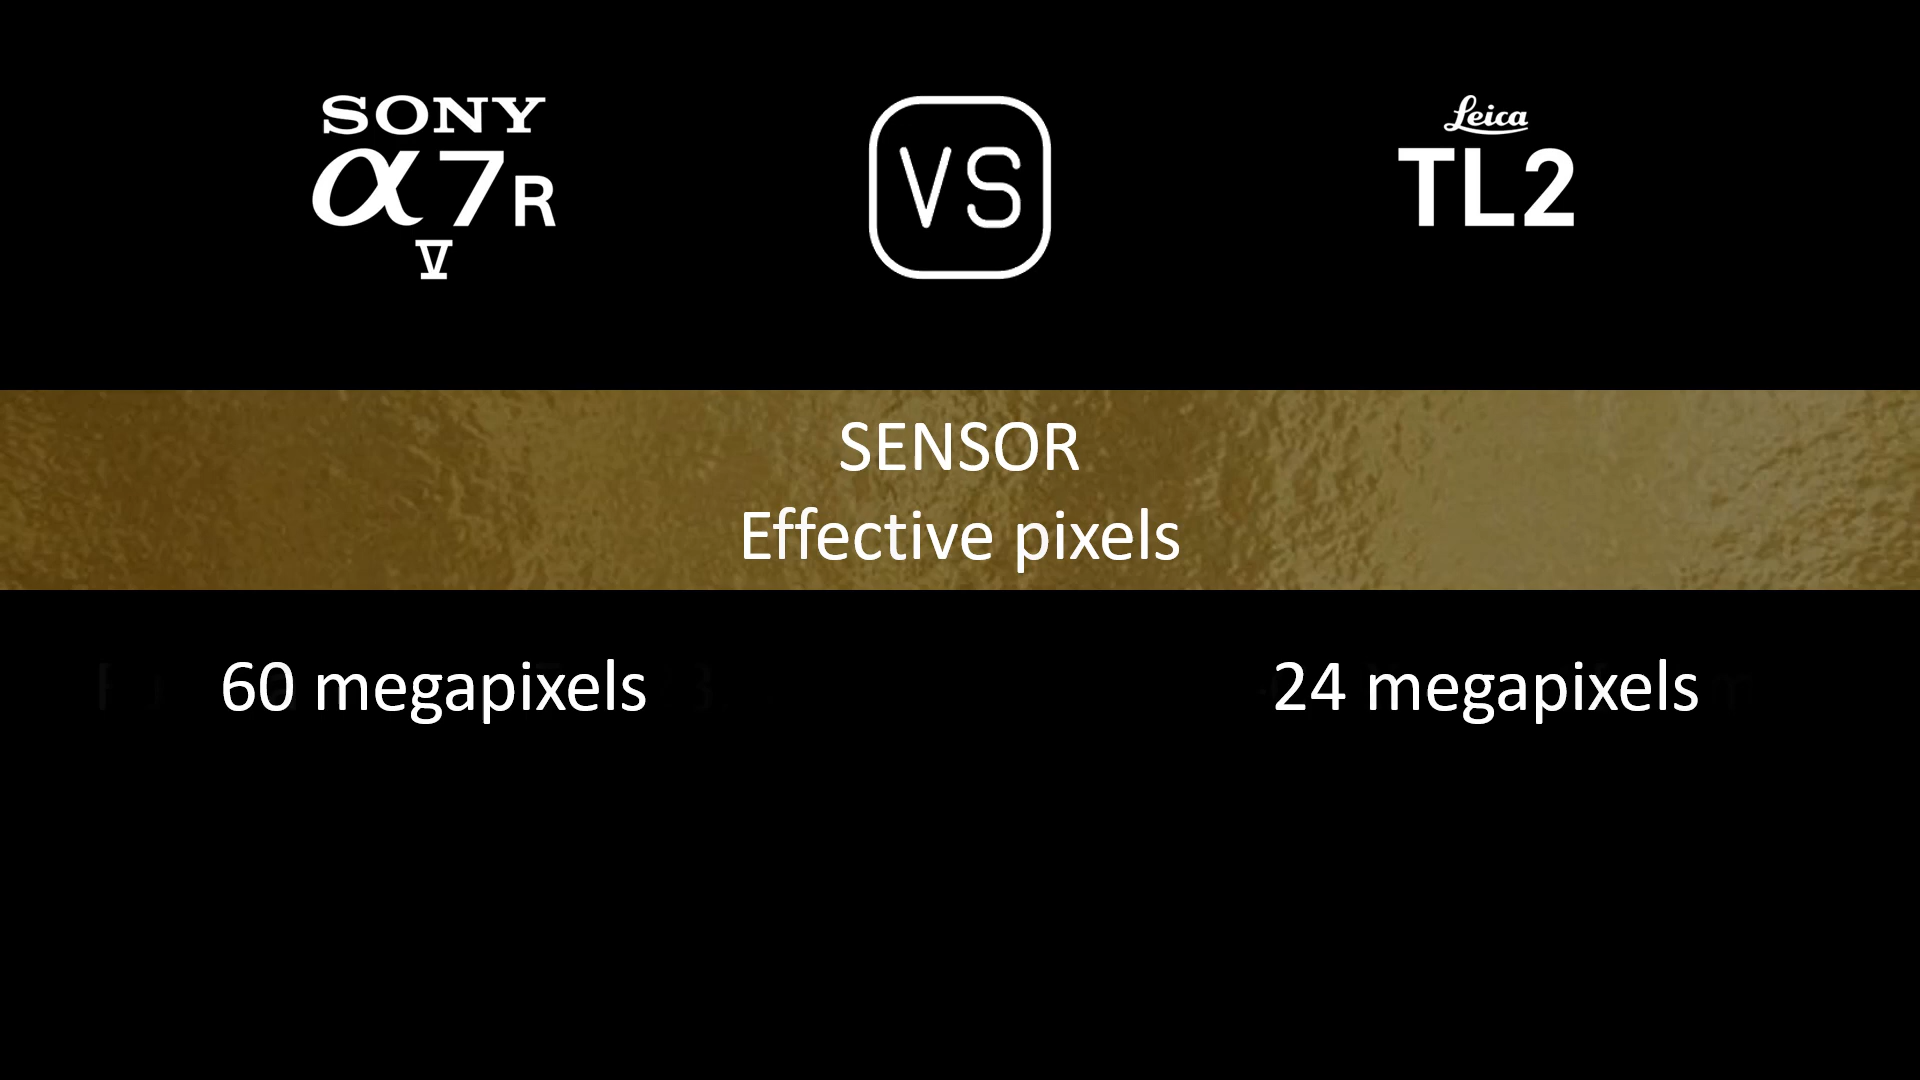 SONY
α7R
V
VS
Leica
TL2
SENSOR
Effective pixels
60 megapixels
24 megapixels